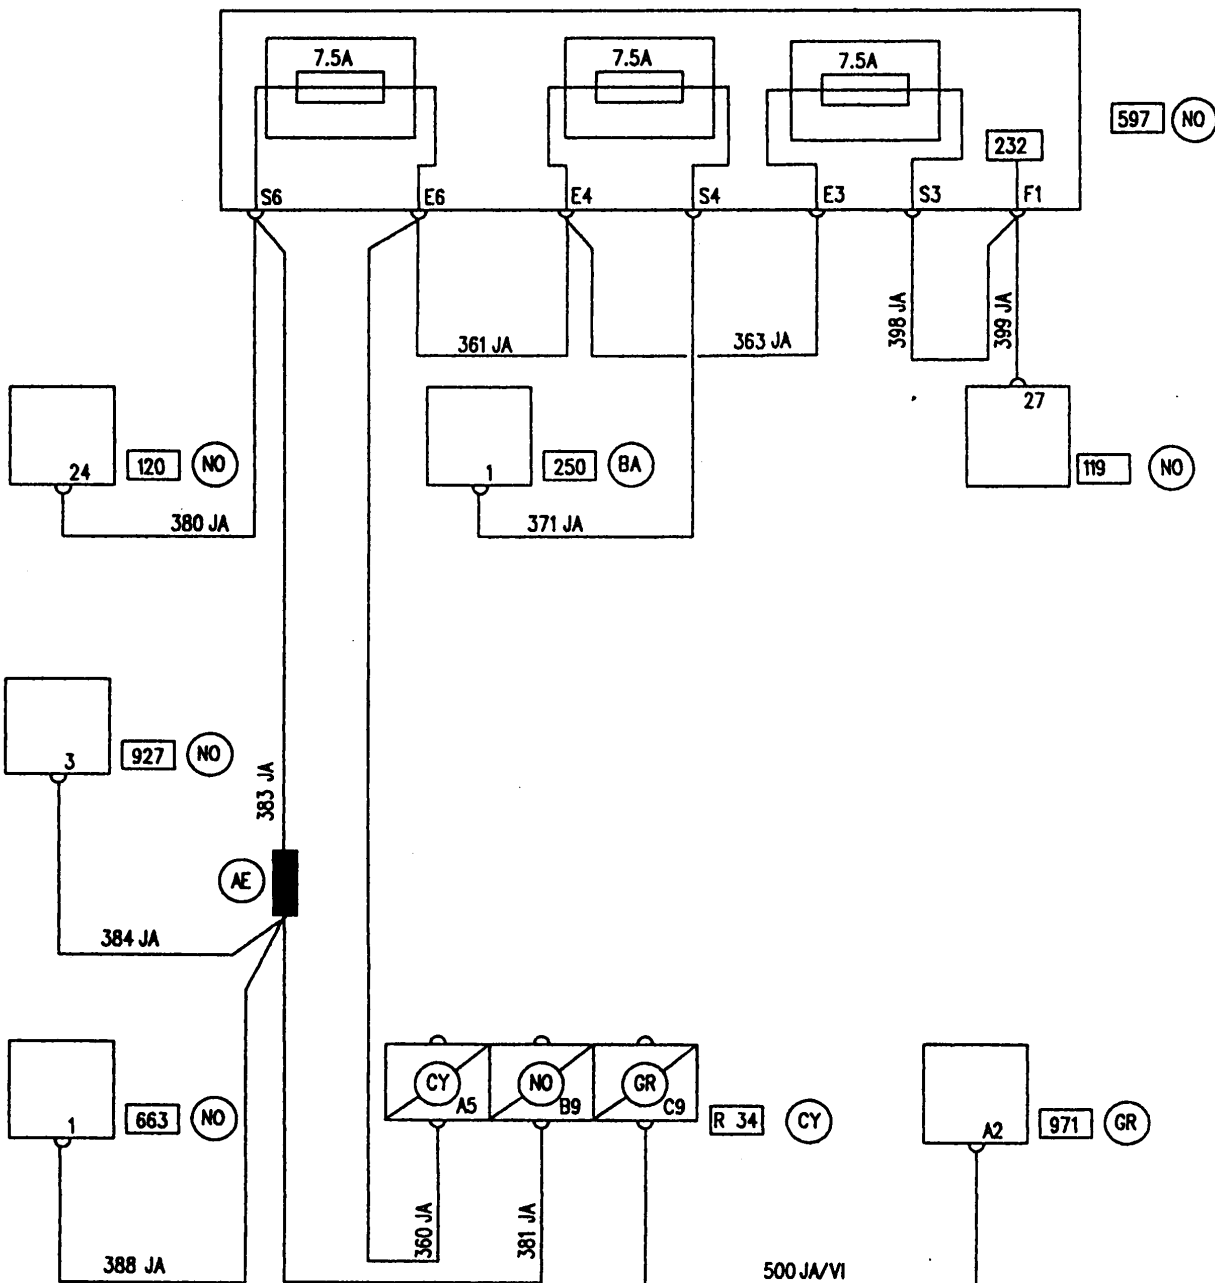 7.5A
7.5A
7.5A
597 NO
232
S6 E6 E4 S4 E3 S3 F1
361 JA
363 JA
398 JA
399 JA
24
120 NO
380 JA
1
250 BA
371 JA
27
119 NO
3
927 NO
383 JA
AE
384 JA
1
663 NO
388 JA
CY A5
NO B9
GR C9
R 34 CY
A2
971 GR
360 JA
381 JA
500 JA/VI